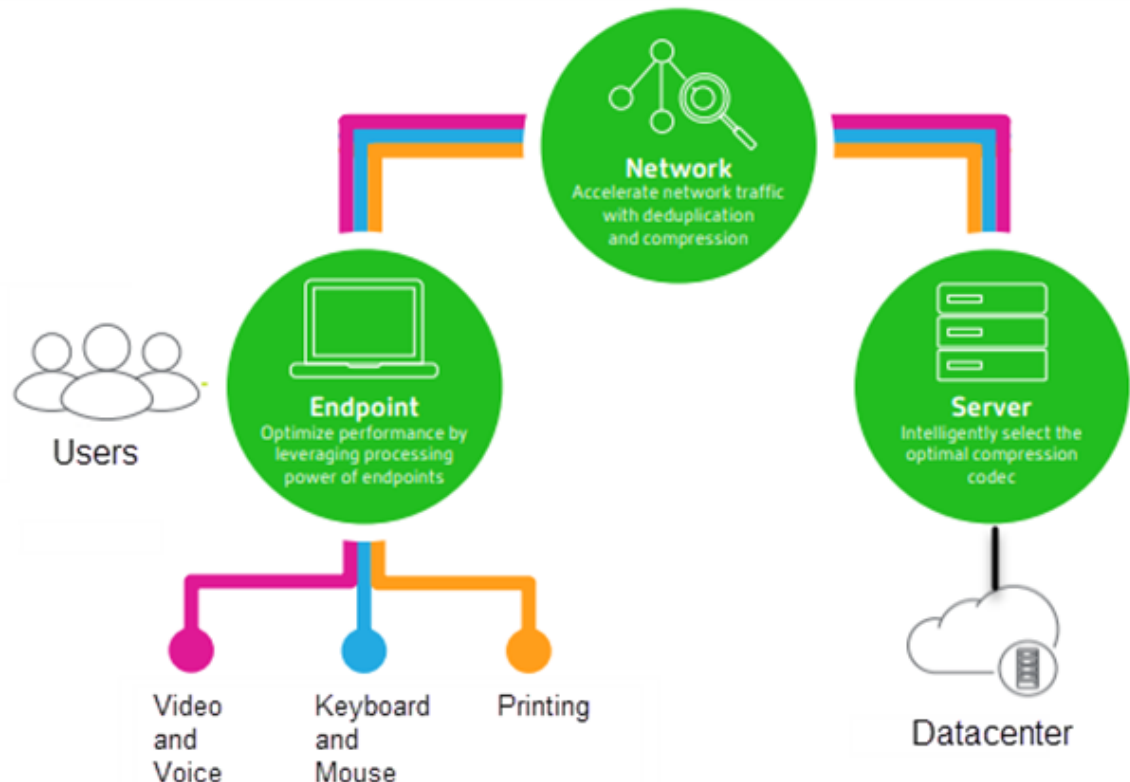 Network
Accelerate network traffic
with deduplication
and compression
Endpoint
Optimize performance by
leveraging processing
power of endpoints
Server
Intelligently select the
optimal compression
codec
Users
Video
and
Voice
Keyboard
and
Mouse
Printing
Datacenter